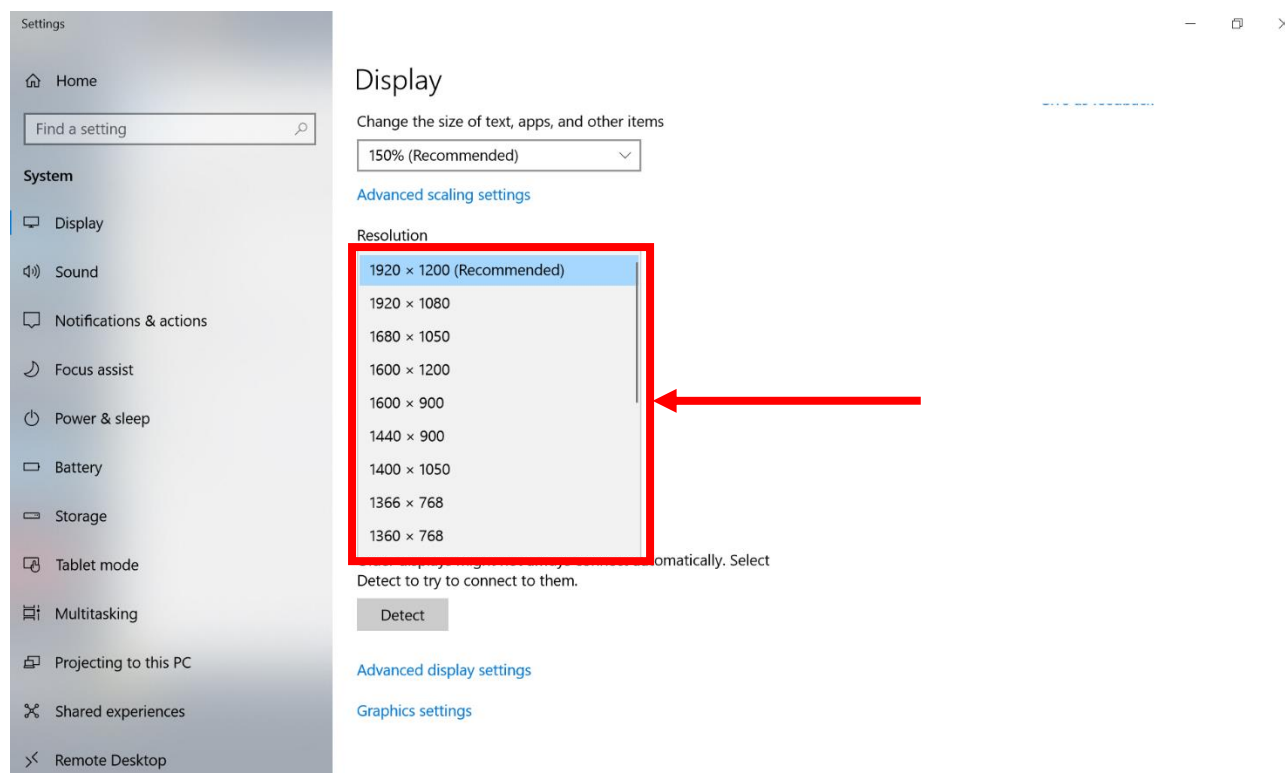 Settings
Home
Find a setting
System
Display
Sound
Notifications & actions
Focus assist
Power & sleep
Battery
Storage
Tablet mode
Multitasking
Projecting to this PC
Shared experiences
Remote Desktop
Display
Change the size of text, apps, and other items
150% (Recommended)
Advanced scaling settings
Resolution
1920 × 1200 (Recommended)
1920 × 1080
1680 × 1050
1600 × 1200
1600 × 900
1440 × 900
1400 × 1050
1366 × 768
1360 × 768
automatically. Select
Detect to try to connect to them.
Detect
Advanced display settings
Graphics settings